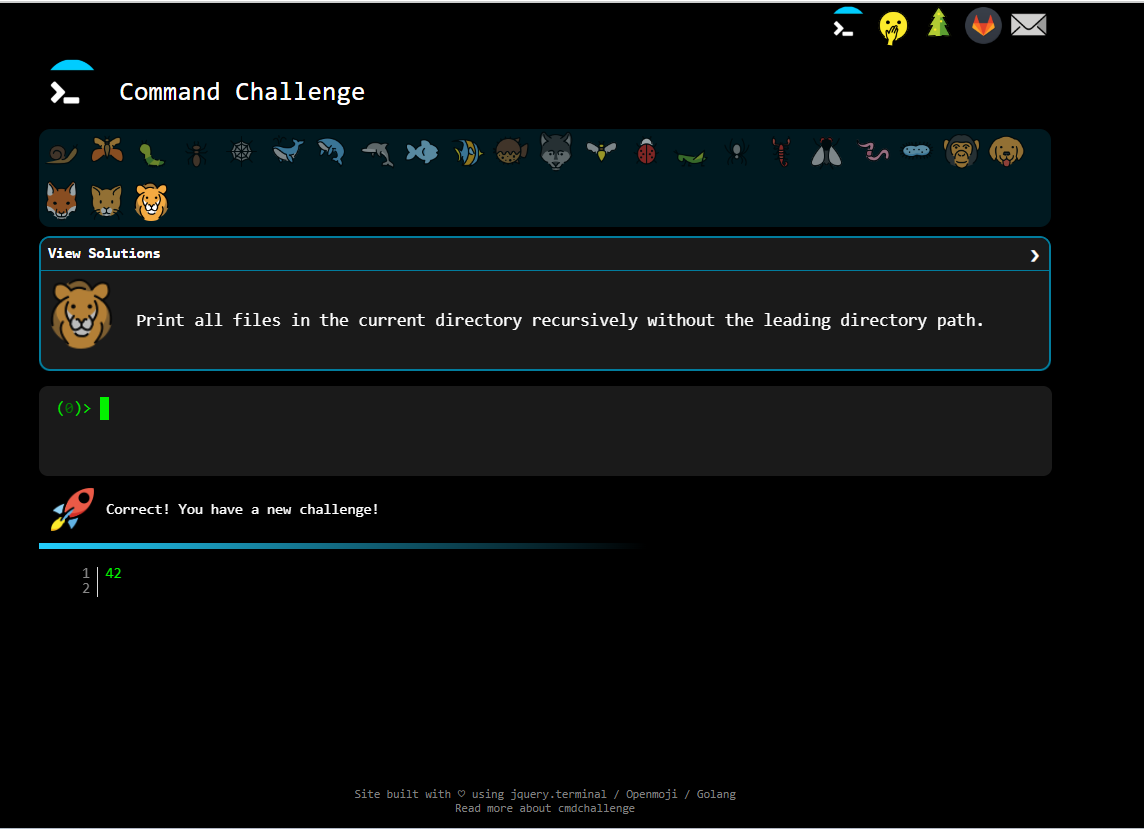 Command Challenge
View Solutions ❯
Print all files in the current directory recursively without the leading directory path.
(0)>
Correct! You have a new challenge!
1 42
2
Site built with ♡ using jquery.terminal / Openmoji / Golang
Read more about cmdchallenge